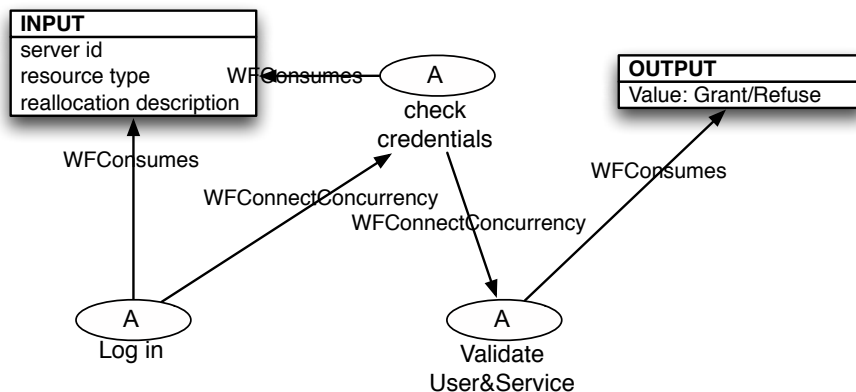 INPUT
server id
resource type
reallocation description
WFConsumes
A
check
credentials
OUTPUT
Value: Grant/Refuse
WFConsumes
WFConsumes
WFConnectConcurrency
WFConnectConcurrency
A
Log in
A
Validate
User&Service